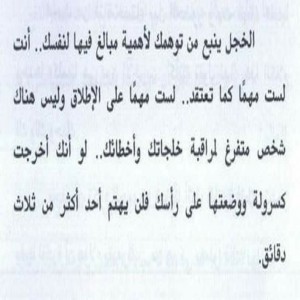 الخجل ينبع من توهمك لأهمية مبالغ فيها لنفسك.. أنت
لست مهمًا كما تعتقد.. لست مهمًا على الإطلاق وليس هناك
شخص متفرغ لمراقبة خلجاتك وأخطائك.. لو أنك أخرجت
كسرولة ووضعتها على رأسك فلن يهتم أحد أكثر من ثلاث
دقائق.